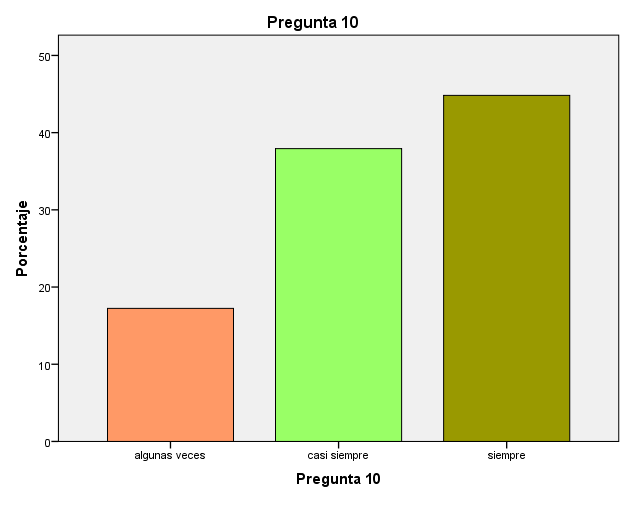 Pregunta 10
Porcentaje
50
40
30
20
10
0
algunas veces
casi siempre
siempre
Pregunta 10